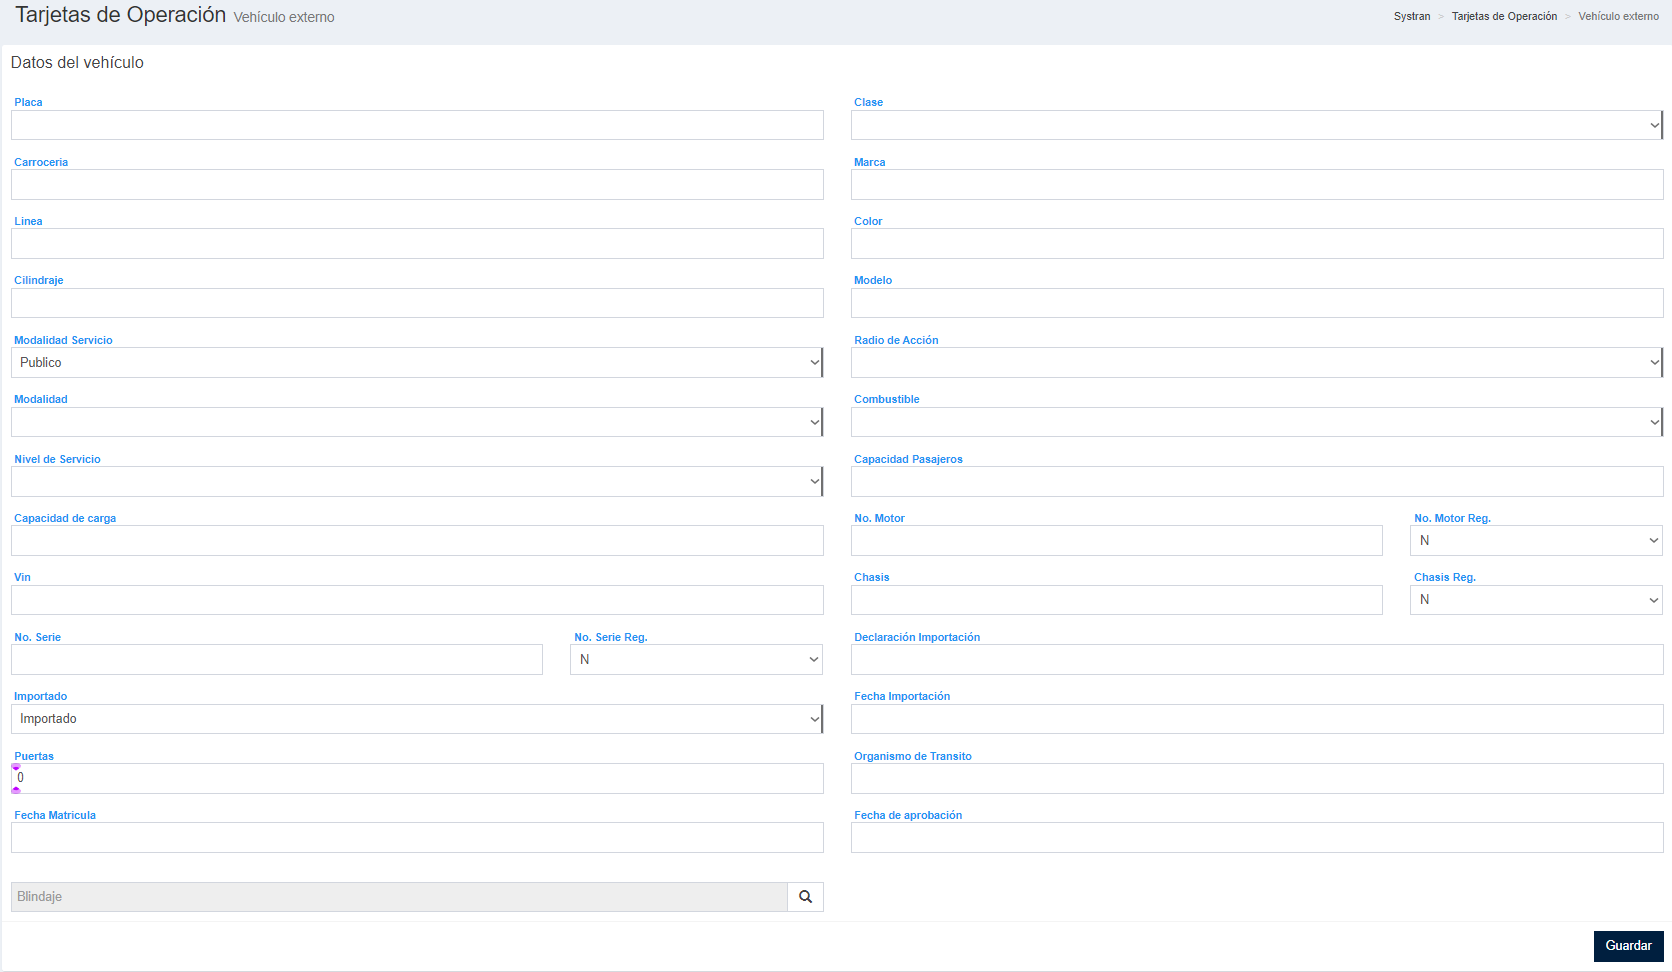 Tarjetas de Operación Vehículo externo
Systran > Tarjetas de Operación > Vehículo externo
Datos del vehículo
Placa
Clase
Carroceria
Marca
Linea
Color
Cilindraje
Modelo
Modalidad Servicio
Publico
Radio de Acción
Modalidad
Combustible
Nivel de Servicio
Capacidad Pasajeros
Capacidad de carga
No. Motor
No. Motor Reg.
N
Vin
Chasis
Chasis Reg.
N
No. Serie
No. Serie Reg.
N
Declaración Importación
Importado
Importado
Fecha Importación
Puertas
0
Organismo de Transito
Fecha Matricula
Fecha de aprobación
Blindaje
Guardar